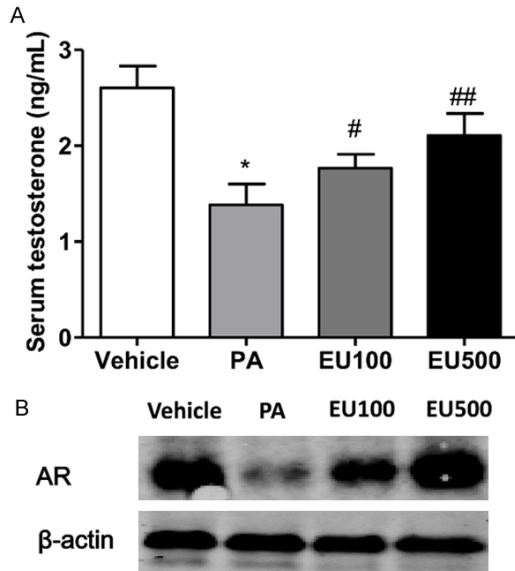 A
Serum testosterone (ng/mL)
3
2
1
0
*
#
##
Vehicle PA EU100 EU500
B
Vehicle PA EU100 EU500
AR
β-actin